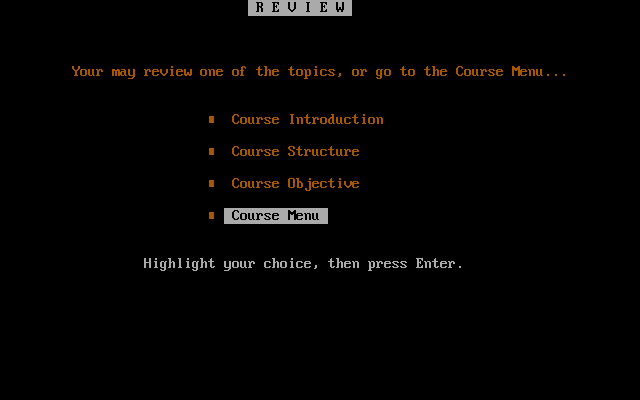 R E V I E W
Your may review one of the topics, or go to the Course Menu...
Course Introduction
Course Structure
Course Objective
Course Menu
Highlight your choice, then press Enter.